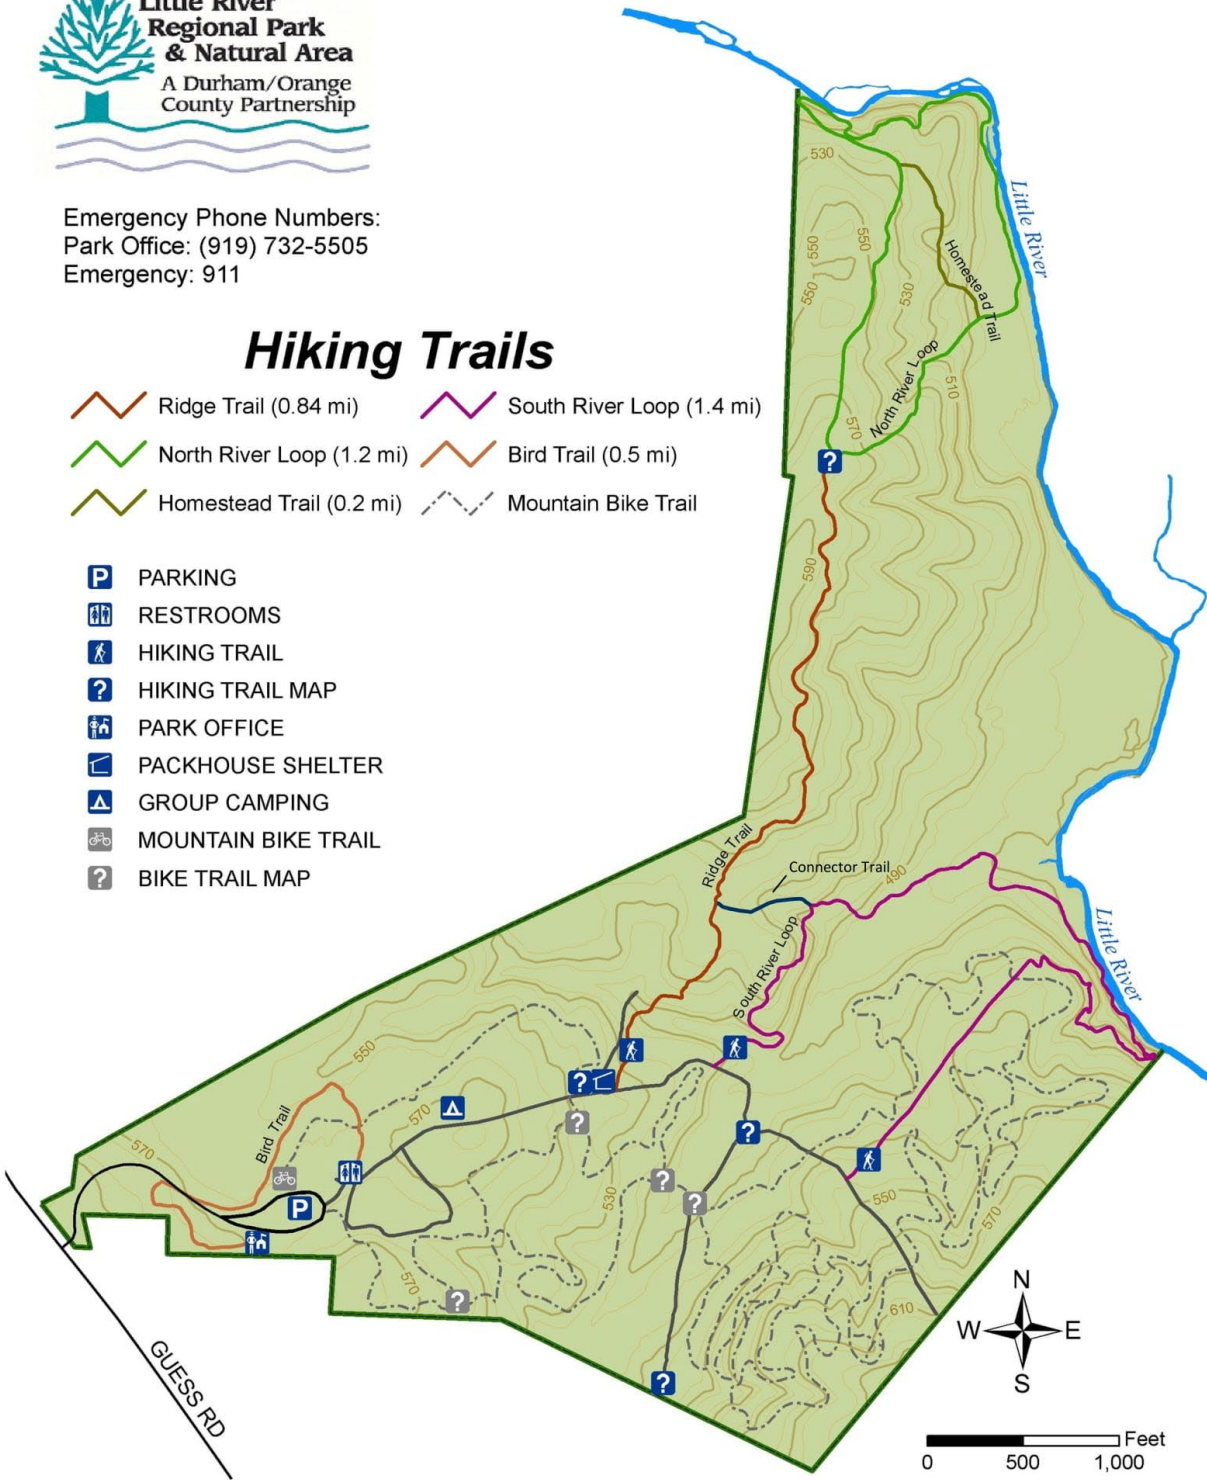 Little River
Regional Park
& Natural Area
A Durham/Orange
County Partnership
Emergency Phone Numbers:
Park Office: (919) 732-5505
Emergency: 911
Hiking Trails
Ridge Trail (0.84 mi)
South River Loop (1.4 mi)
North River Loop (1.2 mi)
Bird Trail (0.5 mi)
Homestead Trail (0.2 mi)
Mountain Bike Trail
P PARKING
RESTROOMS
HIKING TRAIL
? HIKING TRAIL MAP
PARK OFFICE
PACKHOUSE SHELTER
GROUP CAMPING
MOUNTAIN BIKE TRAIL
? BIKE TRAIL MAP
530
Little River
550
550
550
530
Homestead Trail
North River Loop
510
570
?
590
Ridge Trail
Connector Trail
490
South River Loop
Little River
550
570
?
?
Bird Trail
570
?
?
?
530
P
550
570
570
?
610
?
GUESS RD
N
W
E
S
Feet
0
500
1,000